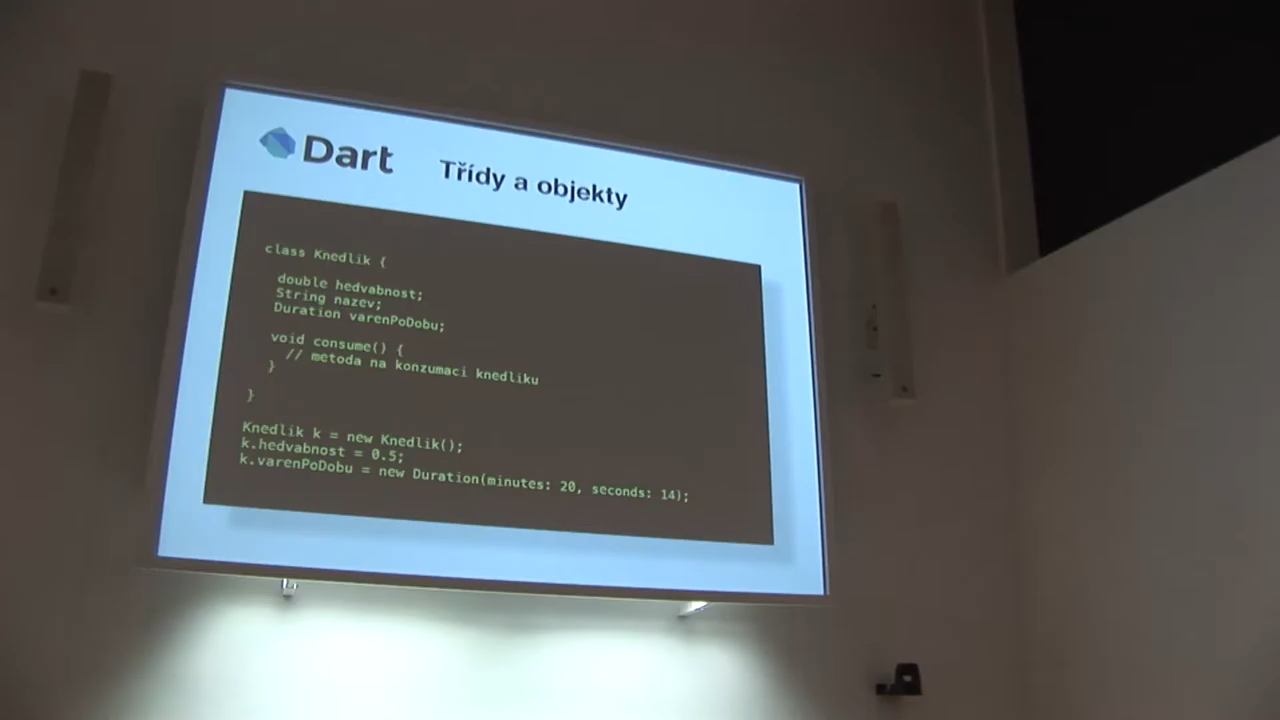 Dart
Třídy a objekty
class Knedlik {
double hedvabnost;
String nazev;
Duration varenPoDobu;
void consume() {
// metoda na konzumaci knedliku
}
}
Knedlik k = new Knedlik();
k.hedvabnost = 0.5;
k.varenPoDobu = new Duration(minutes: 20, seconds: 14);